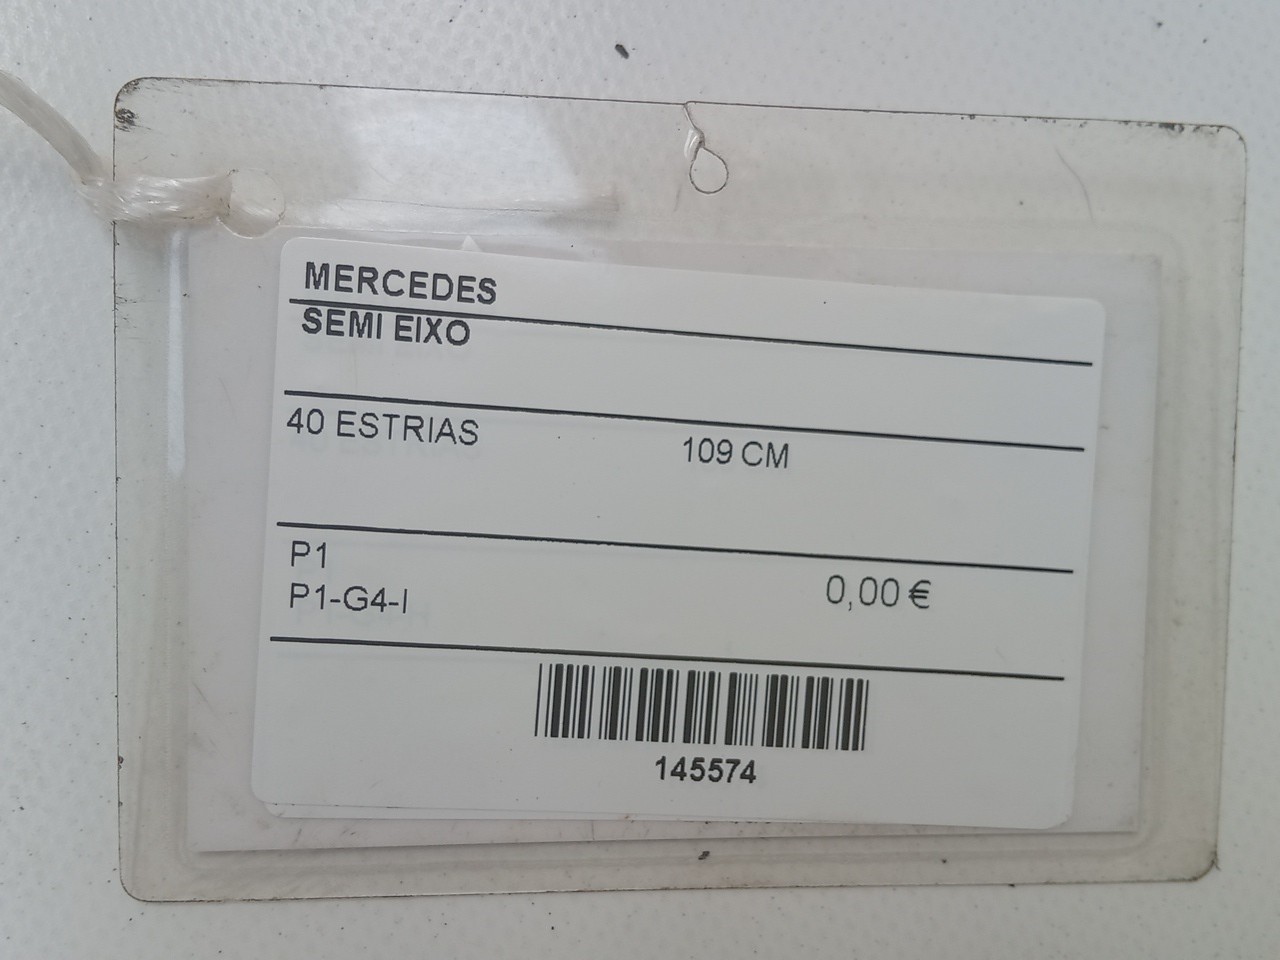 MERCEDES
SEMI EIXO
40 ESTRIAS 109 CM
P1
P1-G4-I 0,00 €
145574